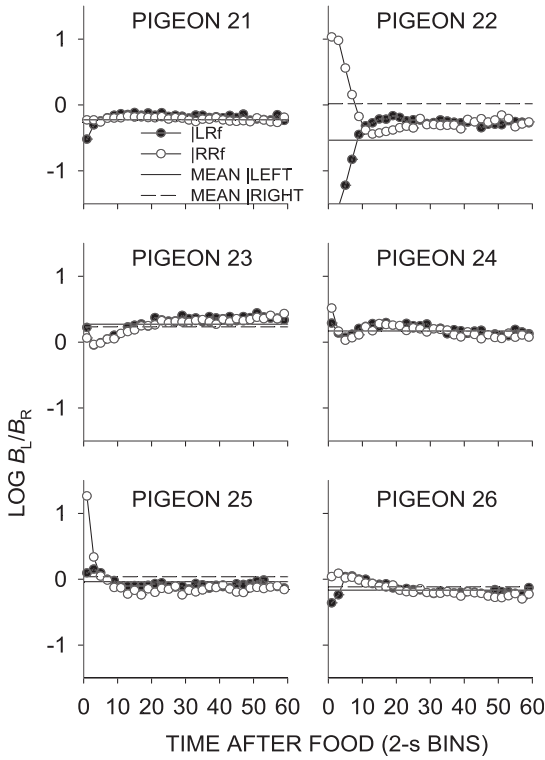 PIGEON 21
PIGEON 22
1
0
-1
|LRf
|RRf
MEAN |LEFT
MEAN |RIGHT
PIGEON 23
PIGEON 24
1
0
-1
LOG BL/BR
PIGEON 25
PIGEON 26
1
0
-1
0 10 20 30 40 50 60
0 10 20 30 40 50 60
TIME AFTER FOOD (2-s BINS)